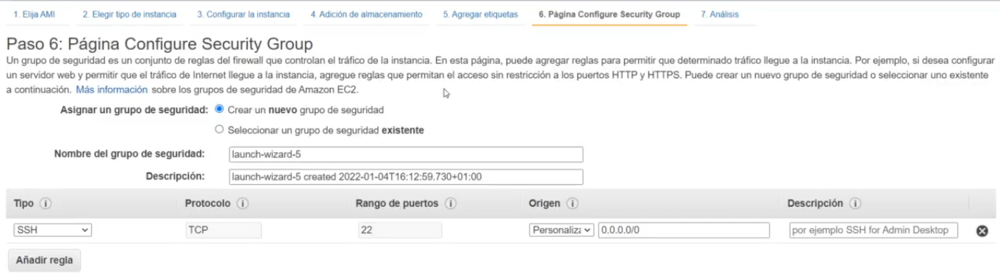 1. Elija AMI 2. Elegir tipo de instancia 3. Configurar la instancia 4. Adición de almacenamiento 5. Agregar etiquetas 6. Página Configure Security Group 7. Análisis
Paso 6: Página Configure Security Group
Un grupo de seguridad es un conjunto de reglas del firewall que controlan el tráfico de la instancia. En esta página, puede agregar reglas para permitir que determinado tráfico llegue a la instancia. Por ejemplo, si desea configurar
un servidor web y permitir que el tráfico de Internet llegue a la instancia, agregue reglas que permitan el acceso sin restricción a los puertos HTTP y HTTPS. Puede crear un nuevo grupo de seguridad o seleccionar uno existente
a continuación. Más información sobre los grupos de seguridad de Amazon EC2.
Asignar un grupo de seguridad: Crear un nuevo grupo de seguridad
Seleccionar un grupo de seguridad existente
Nombre del grupo de seguridad: launch-wizard-5
Descripción: launch-wizard-5 created 2022-01-04T16:12:59.730+01:00
Tipo Protocolo Rango de puertos Origen Descripción
SSH TCP 22 Personaliza 0.0.0.0/0 por ejemplo SSH for Admin Desktop
Añadir regla